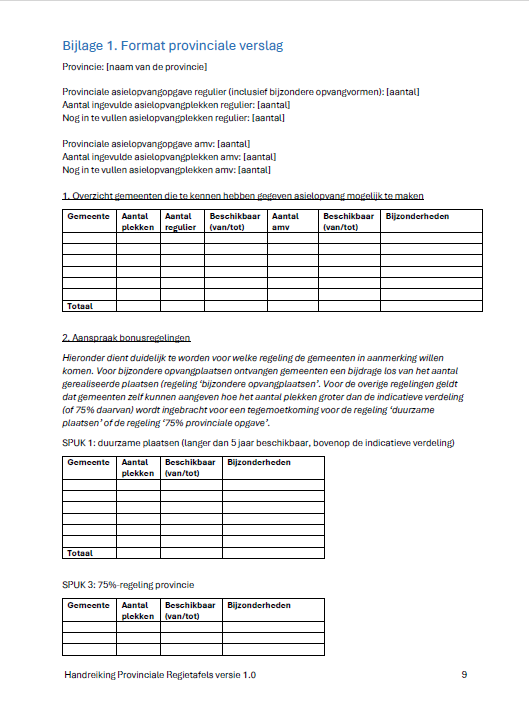 Bijlage 1. Format provinciale verslag
Provincie: [naam van de provincie]
Provinciale asielopvangopgave regulier (inclusief bijzondere opvangvormen): [aantal]
Aantal ingevulde asielopvangplekken regulier: [aantal]
Nog in te vullen asielopvangplekken regulier: [aantal]
Provinciale asielopvangopgave amv: [aantal]
Aantal ingevulde asielopvangplekken amv: [aantal]
Nog in te vullen asielopvangplekken amv: [aantal]
1. Overzicht gemeenten die te kennen hebben gegeven asielopvang mogelijk te maken
Gemeente Aantal Aantal Beschikbaar Aantal Beschikbaar Bijzonderheden
plekken regulier (van/tot) amv (van/tot)
Totaal
2. Aanspraak bonusregelingen
Hieronder dient duidelijk te worden voor welke regeling de gemeenten in aanmerking willen
komen. Voor bijzondere opvangplaatsen ontvangen gemeenten een bijdrage los van het aantal
gerealiseerde plaatsen (regeling ‘bijzondere opvangplaatsen’. Voor de overige regelingen geldt
dat gemeenten zelf kunnen aangeven hoe het aantal plekken groter dan de indicatieve verdeling
(of 75% daarvan) wordt ingebracht voor een tegemoetkoming voor de regeling ‘duurzame
plaatsen’ of de regeling ‘75% provinciale opgave’.
SPUK 1: duurzame plaatsen (langer dan 5 jaar beschikbaar, bovenop de indicatieve verdeling)
Gemeente Aantal Beschikbaar Bijzonderheden
plekken (van/tot)
Totaal
SPUK 3: 75%-regeling provincie
Gemeente Aantal Beschikbaar Bijzonderheden
plekken (van/tot)
Handreiking Provinciale Regietafels versie 1.0 9